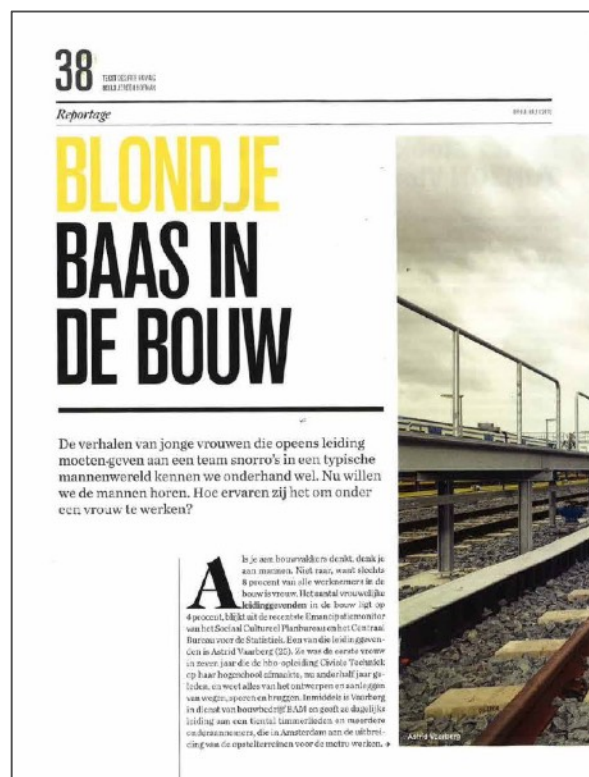 38
Reportage
BLONDJE
BAAS IN
DE BOUW
De verhalen van jonge vrouwen die opeens leiding
moeten geven aan een team snorro's in een typische
mannenwereld kennen we onderhand wel. Nu willen
we de mannen horen. Hoe ervaren zij het om onder
een vrouw te werken?
Als je aan bouwvakkers denkt, denk je
aan mannen. Niet raar, want slechts
8 procent van alle werknemers in de
bouw is vrouw. Het aantal vrouwelijke
leidinggevenden in de bouw ligt op
4 procent, blijkt uit de recentste Emancipatiemonitor
van het Sociaal Cultureel Planbureau en het Centraal
Bureau voor de Statistiek. Een van die leidinggeven-
den is Astrid Vaarberg (25). Ze was de eerste vrouw
in zeven jaar die de hbo-opleiding Civiele Techniek
op haar hogeschool afmaakte, nu anderhalf jaar ge-
leden, en weet alles van het ontwerpen en aanleggen
van wegen, sporen en bruggen. Inmiddels is Vaarberg
in dienst van bouwbedrijf BAM en geeft ze dagelijks
leiding aan een tiental timmerlieden en meerdere
onderaannemers, die in Amsterdam aan de uitbrei-
ding van de opstelterreinen voor de metro werken.
Astrid Vaarberg